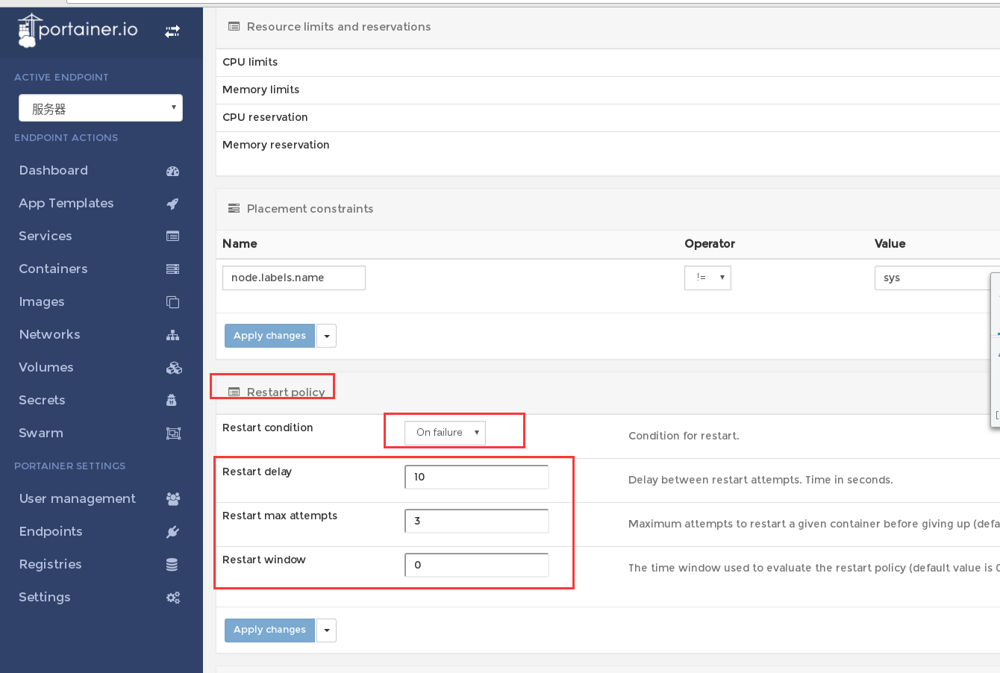 portainer.io
ACTIVE ENDPOINT
服务器
ENDPOINT ACTIONS
Dashboard
App Templates
Services
Containers
Images
Networks
Volumes
Secrets
Swarm
PORTAINER SETTINGS
User management
Endpoints
Registries
Settings
Resource limits and reservations
CPU limits
Memory limits
CPU reservation
Memory reservation
Placement constraints
Name Operator Value
node.labels.name != sys
Apply changes
Restart policy
Restart condition On failure Condition for restart.
Restart delay 10 Delay between restart attempts. Time in seconds.
Restart max attempts 3 Maximum attempts to restart a given container before giving up (defa
Restart window 0 The time window used to evaluate the restart policy (default value is 0
Apply changes